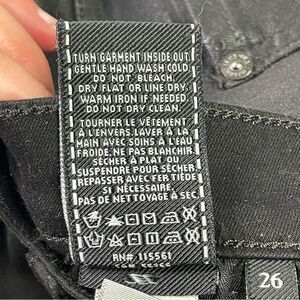 TURN GARMENT INSIDE OUT.
GENTLE HAND WASH COLD.
DO NOT BLEACH.
DRY FLAT OR LINE DRY.
WARM IRON IF NEEDED.
DO NOT DRY CLEAN.
TOURNER LE VÊTEMENT
À L'ENVERS. LAVER À LA
MAIN AVEC SOINS À L'EAU
FROIDE. NE PAS BLANCHIR.
SÉCHER À PLAT OU
SUSPENDRE POUR SÉCHER.
REPASSER AVEC FER TIÈDE
SI NÉCESSAIRE.
PAS DE NETTOYAGE À SEC.
RN# 115561
26